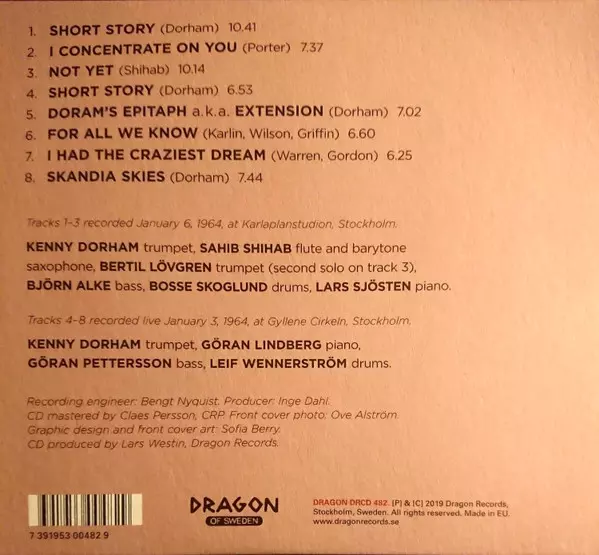 1. SHORT STORY (Dorham) 10.41
2. I CONCENTRATE ON YOU (Porter) 7.37
3. NOT YET (Shihab) 10.14
4. SHORT STORY (Dorham) 6.53
5. DORAM'S EPITAPH a.k.a. EXTENSION (Dorham) 7.02
6. FOR ALL WE KNOW (Karlin, Wilson, Griffin) 6.60
7. I HAD THE CRAZIEST DREAM (Warren, Gordon) 6.25
8. SKANDIA SKIES (Dorham) 7.44
Tracks 1-3 recorded January 6, 1964, at Karlaplanstudion, Stockholm.
KENNY DORHAM trumpet, SAHIB SHIHAB flute and barytone
saxophone, BERTIL LÖVGREN trumpet (second solo on track 3),
BJÖRN ALKE bass, BOSSE SKOGLUND drums, LARS SJÖSTEN piano.
Tracks 4-8 recorded live January 3, 1964, at Gyllene Cirkeln, Stockholm.
KENNY DORHAM trumpet, GÖRAN LINDBERG piano,
GÖRAN PETTERSSON bass, LEIF WENNERSTRÖM drums.
Recording engineer: Bengt Nyquist. Producer: Inge Dahl.
CD mastered by Claes Persson, CRP. Front cover photo: Ove Alström.
Graphic design and front cover art: Sofia Berry.
CD produced by Lars Westin, Dragon Records.
7 391953 00482 9
DRAGON
OF SWEDEN
DRAGON DRCD 482. [P] & [C] 2019 Dragon Records,
Stockholm, Sweden. All rights reserved. Made in EU.
www.dragonrecords.se